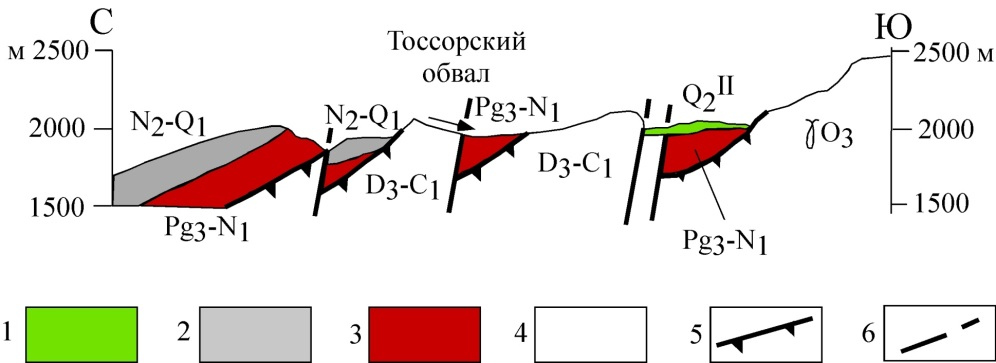 С Ю
м 2500 2500 м
Тоссорский
обвал
N2-Q1 N2-Q1 Pg3-N1 Q2II
2000 2000
D3-C1 D3-C1 γO3
1500 1500
Pg3-N1 Pg3-N1
1 2 3 4 5 6